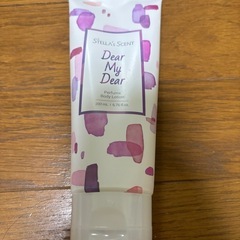 STELLA'S SCENT
Dear
My
Dear
Perfume
Body Lotion